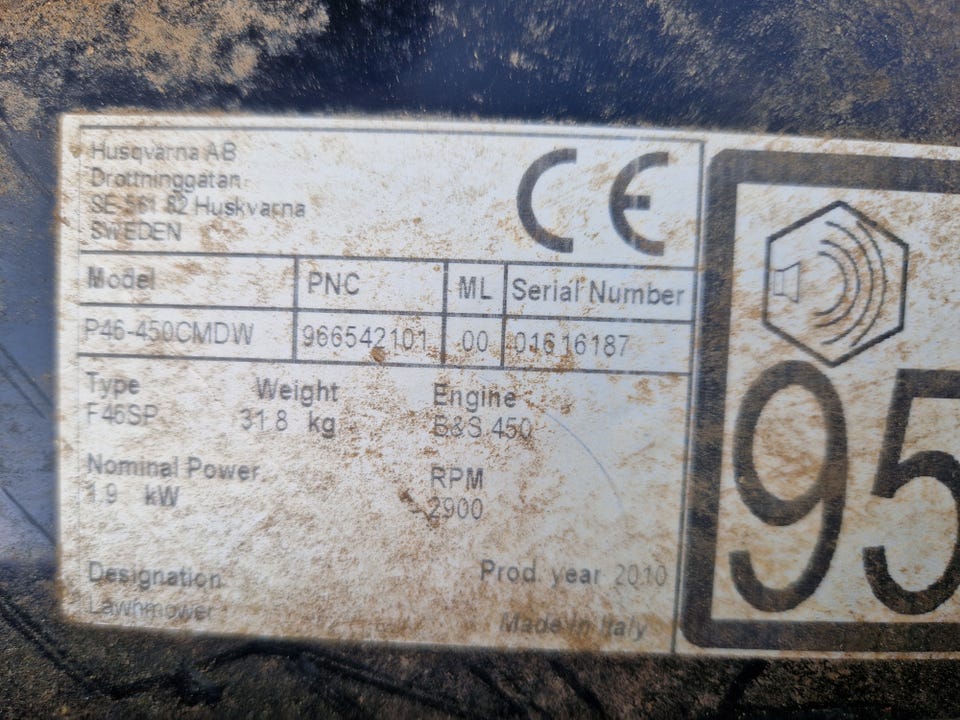 Husqvarna AB
Drottninggatan
SE 561 82 Huskvarna
SWEDEN
CE
Model PNC ML Serial Number
P46-450CMDW 966542101 00 01616187
Type Weight Engine
F46SP 31.8 kg B&S 450
Nominal Power RPM
1.9 kW 2900
Designation Prod. year 2010
Lawnmower Made in Italy
95